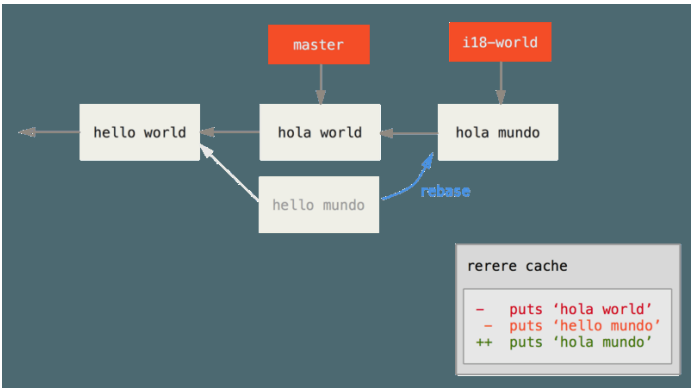 master
i18-world
hello world
hola world
hola mundo
hello mundo
rebase
rerere cache
- puts ‘hola world’
- puts ‘hello mundo’
++ puts ‘hola mundo’